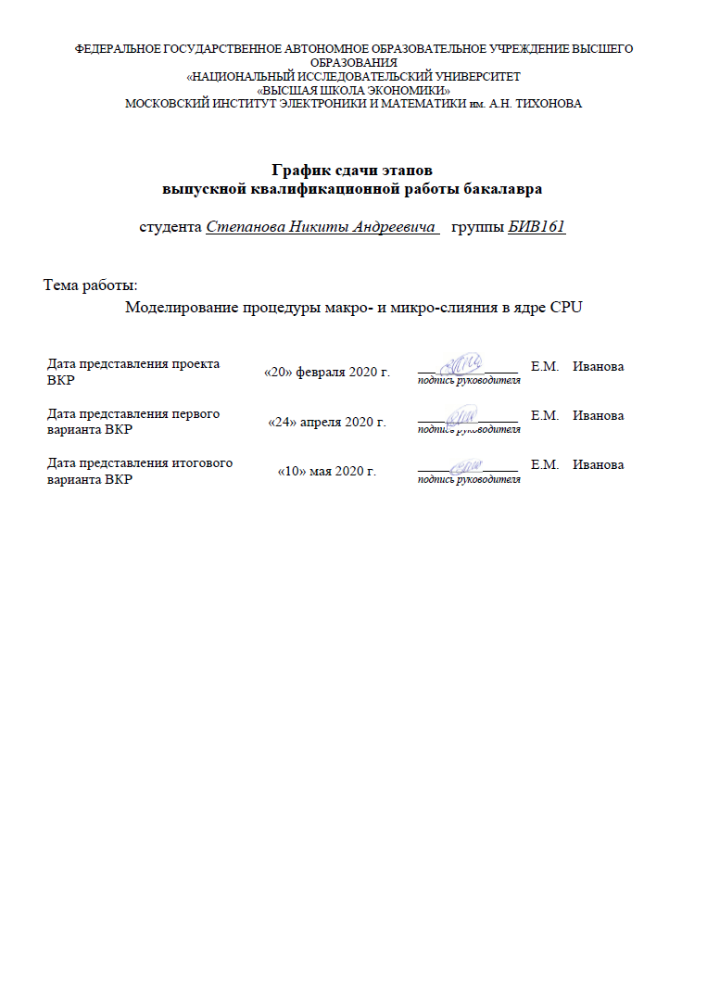 ФЕДЕРАЛЬНОЕ ГОСУДАРСТВЕННОЕ АВТОНОМНОЕ ОБРАЗОВАТЕЛЬНОЕ УЧРЕЖДЕНИЕ ВЫСШЕГО
ОБРАЗОВАНИЯ
«НАЦИОНАЛЬНЫЙ ИССЛЕДОВАТЕЛЬСКИЙ УНИВЕРСИТЕТ
«ВЫСШАЯ ШКОЛА ЭКОНОМИКИ»
МОСКОВСКИЙ ИНСТИТУТ ЭЛЕКТРОНИКИ И МАТЕМАТИКИ им. А.Н. ТИХОНОВА
График сдачи этапов
выпускной квалификационной работы бакалавра
студента Степанова Никиты Андреевича группы БИВ161
Тема работы:
Моделирование процедуры макро- и микро-слияния в ядре CPU
Дата представления проекта
ВКР
«20» февраля 2020 г.
Е.М. Иванова
подпись руководителя
Дата представления первого
варианта ВКР
«24» апреля 2020 г.
Е.М. Иванова
подпись руководителя
Дата представления итогового
варианта ВКР
«10» мая 2020 г.
Е.М. Иванова
подпись руководителя